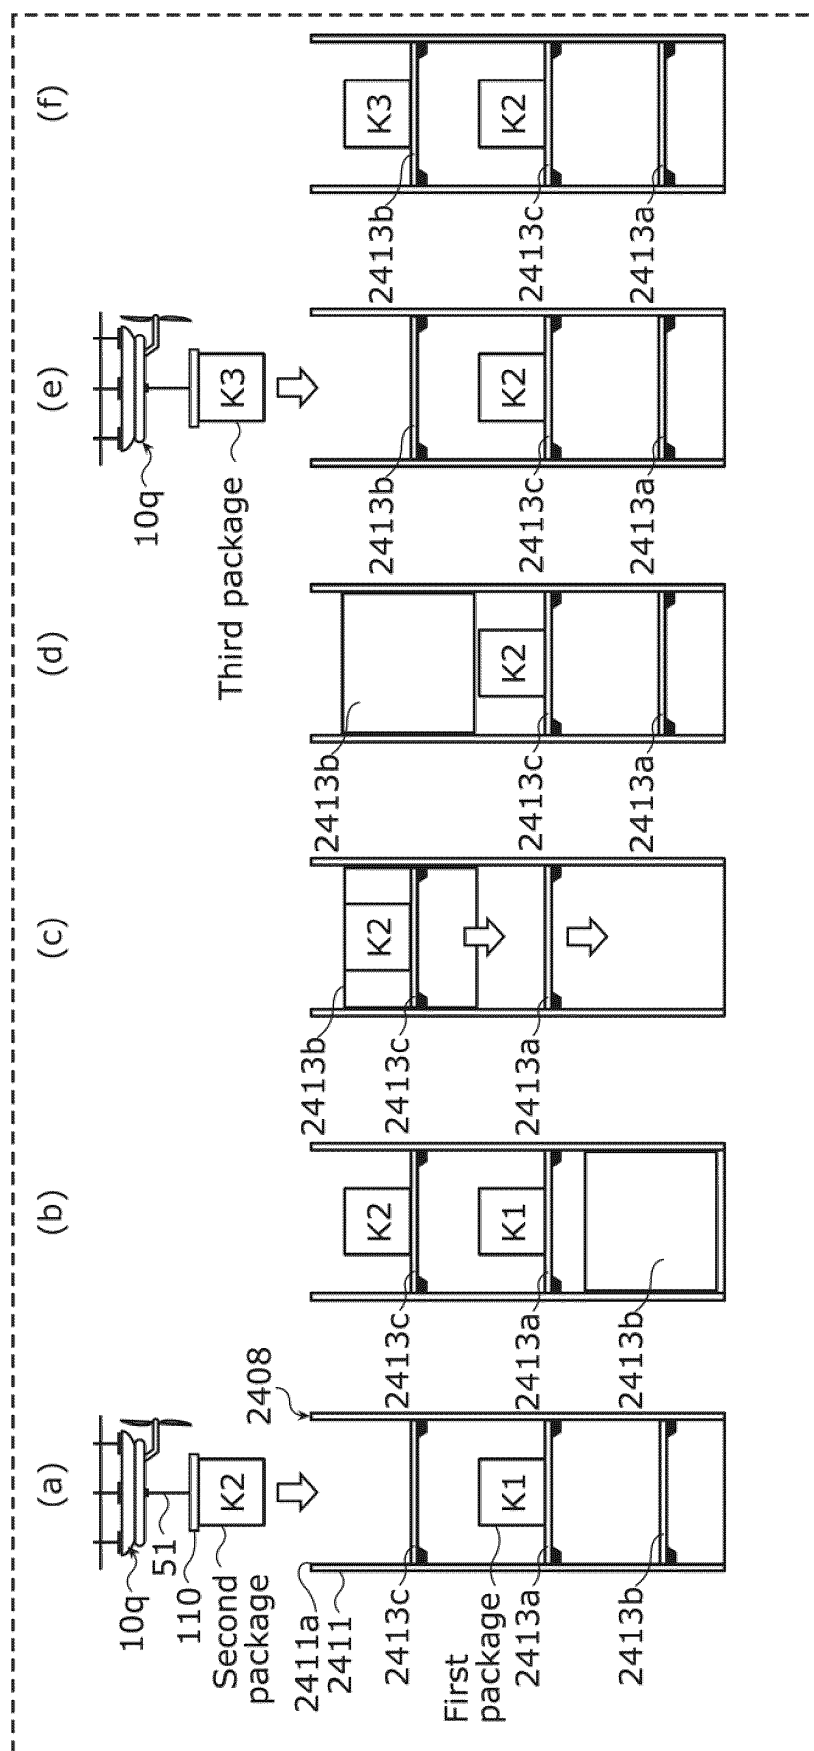 (a)
10q
51
110
Second
package
K2
2408
2411a
2411
2413c
First
package
K1
2413a
2413b
(b)
K2
2413c
K1
2413a
2413b
(c)
2413b
K2
2413c
2413a
(d)
2413b
K2
2413c
2413a
(e)
10q
K3
Third package
2413b
K2
2413c
2413a
(f)
K3
2413b
K2
2413c
2413a